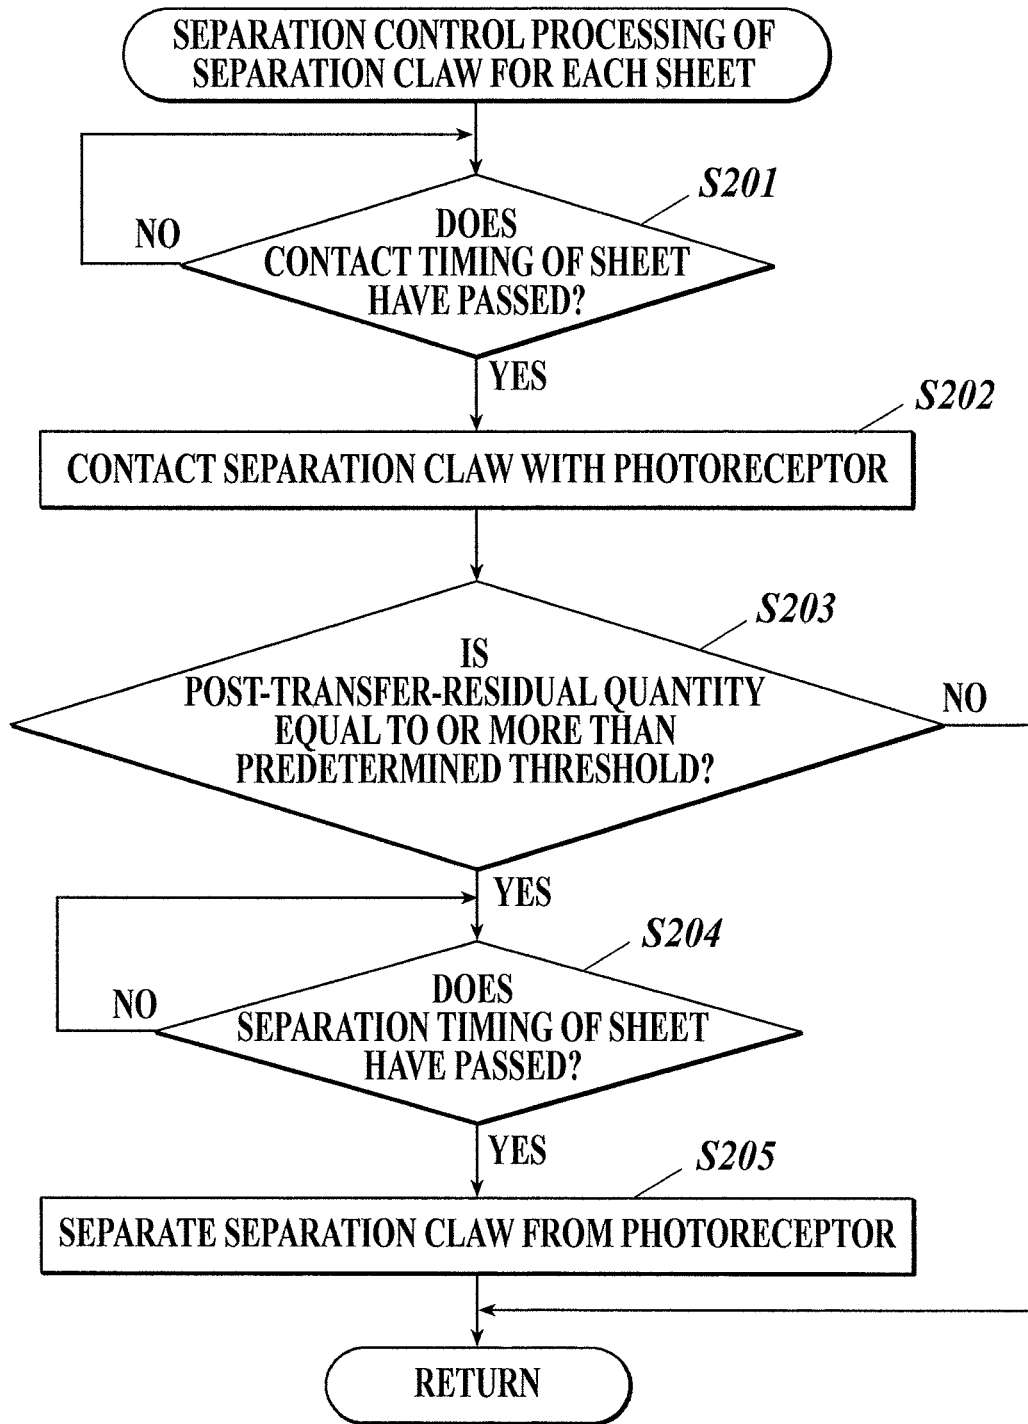 SEPARATION CONTROL PROCESSING OF
SEPARATION CLAW FOR EACH SHEET
S201
DOES
CONTACT TIMING OF SHEET
HAVE PASSED?
NO
YES
S202
CONTACT SEPARATION CLAW WITH PHOTORECEPTOR
S203
IS
POST-TRANSFER-RESIDUAL QUANTITY
EQUAL TO OR MORE THAN
PREDETERMINED THRESHOLD?
NO
YES
S204
DOES
SEPARATION TIMING OF SHEET
HAVE PASSED?
NO
YES
S205
SEPARATE SEPARATION CLAW FROM PHOTORECEPTOR
RETURN